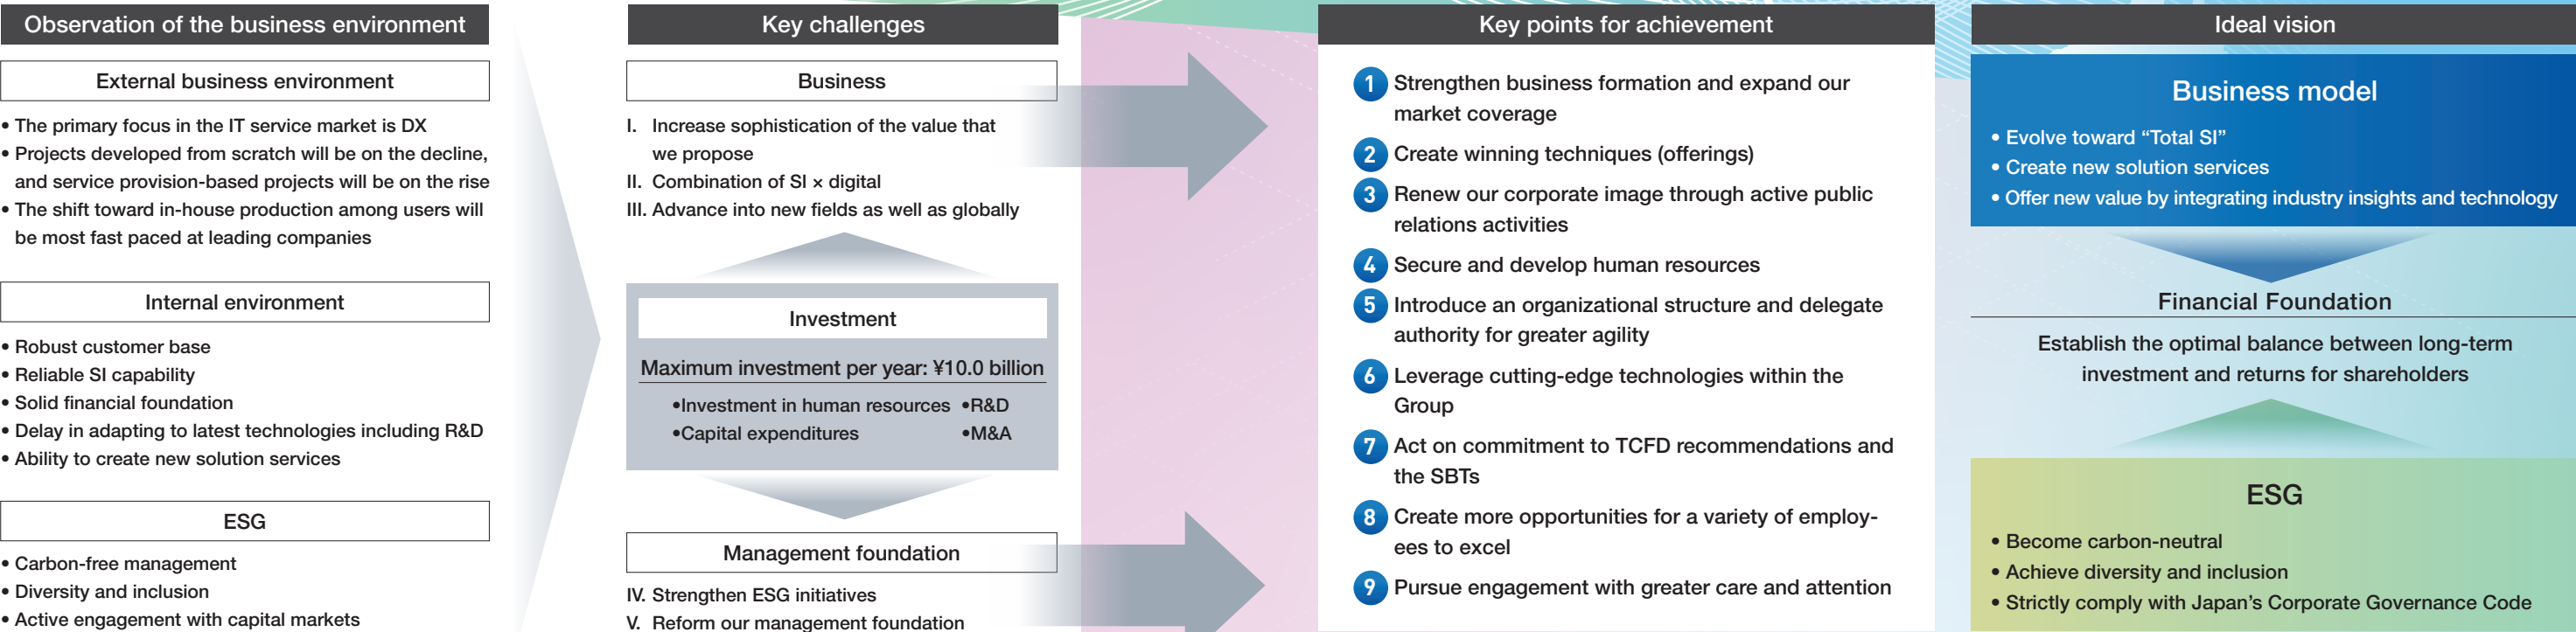 Observation of the business environment
External business environment
• The primary focus in the IT service market is DX
• Projects developed from scratch will be on the decline,
and service provision-based projects will be on the rise
• The shift toward in-house production among users will
be most fast paced at leading companies
Internal environment
• Robust customer base
• Reliable SI capability
• Solid financial foundation
• Delay in adapting to latest technologies including R&D
• Ability to create new solution services
ESG
• Carbon-free management
• Diversity and inclusion
• Active engagement with capital markets
Key challenges
Business
I. Increase sophistication of the value that
we propose
II. Combination of SI × digital
III. Advance into new fields as well as globally
Investment
Maximum investment per year: ¥10.0 billion
•Investment in human resources •R&D
•Capital expenditures •M&A
Management foundation
IV. Strengthen ESG initiatives
V. Reform our management foundation
Key points for achievement
1 Strengthen business formation and expand our
market coverage
2 Create winning techniques (offerings)
3 Renew our corporate image through active public
relations activities
4 Secure and develop human resources
5 Introduce an organizational structure and delegate
authority for greater agility
6 Leverage cutting-edge technologies within the
Group
7 Act on commitment to TCFD recommendations and
the SBTs
8 Create more opportunities for a variety of employ-
ees to excel
9 Pursue engagement with greater care and attention
Ideal vision
Business model
• Evolve toward “Total SI”
• Create new solution services
• Offer new value by integrating industry insights and technology
Financial Foundation
Establish the optimal balance between long-term
investment and returns for shareholders
ESG
• Become carbon-neutral
• Achieve diversity and inclusion
• Strictly comply with Japan’s Corporate Governance Code